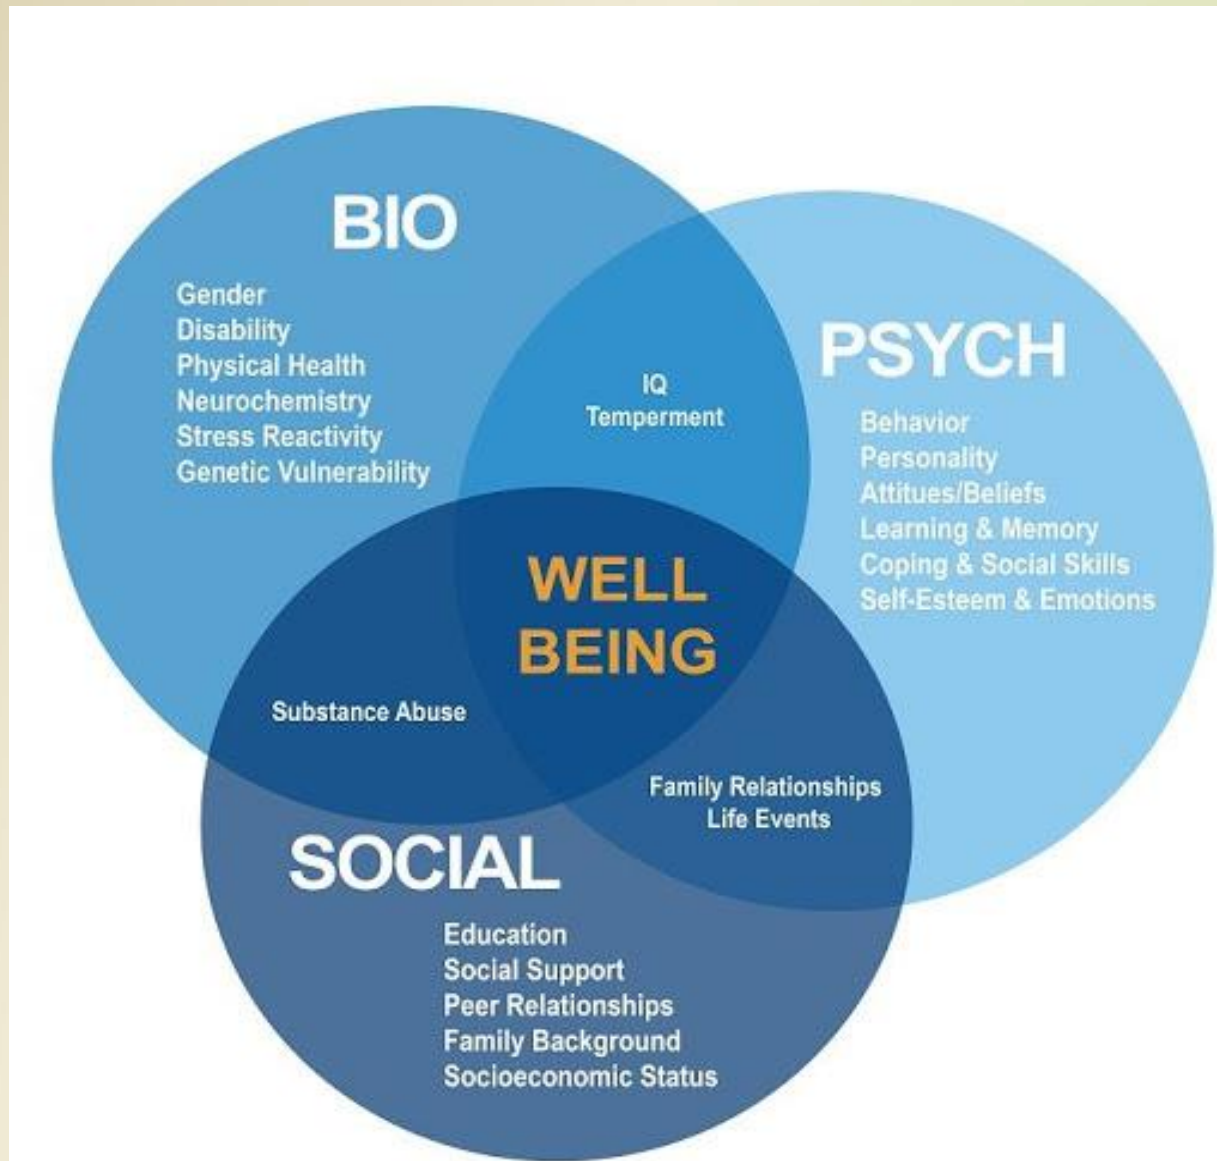 BIO
Gender
Disability
Physical Health
Neurochemistry
Stress Reactivity
Genetic Vulnerability
IQ
Temperment
PSYCH
Behavior
Personality
Attitues/Beliefs
Learning & Memory
Coping & Social Skills
Self-Esteem & Emotions
WELL
BEING
Substance Abuse
Family Relationships
Life Events
SOCIAL
Education
Social Support
Peer Relationships
Family Background
Socioeconomic Status